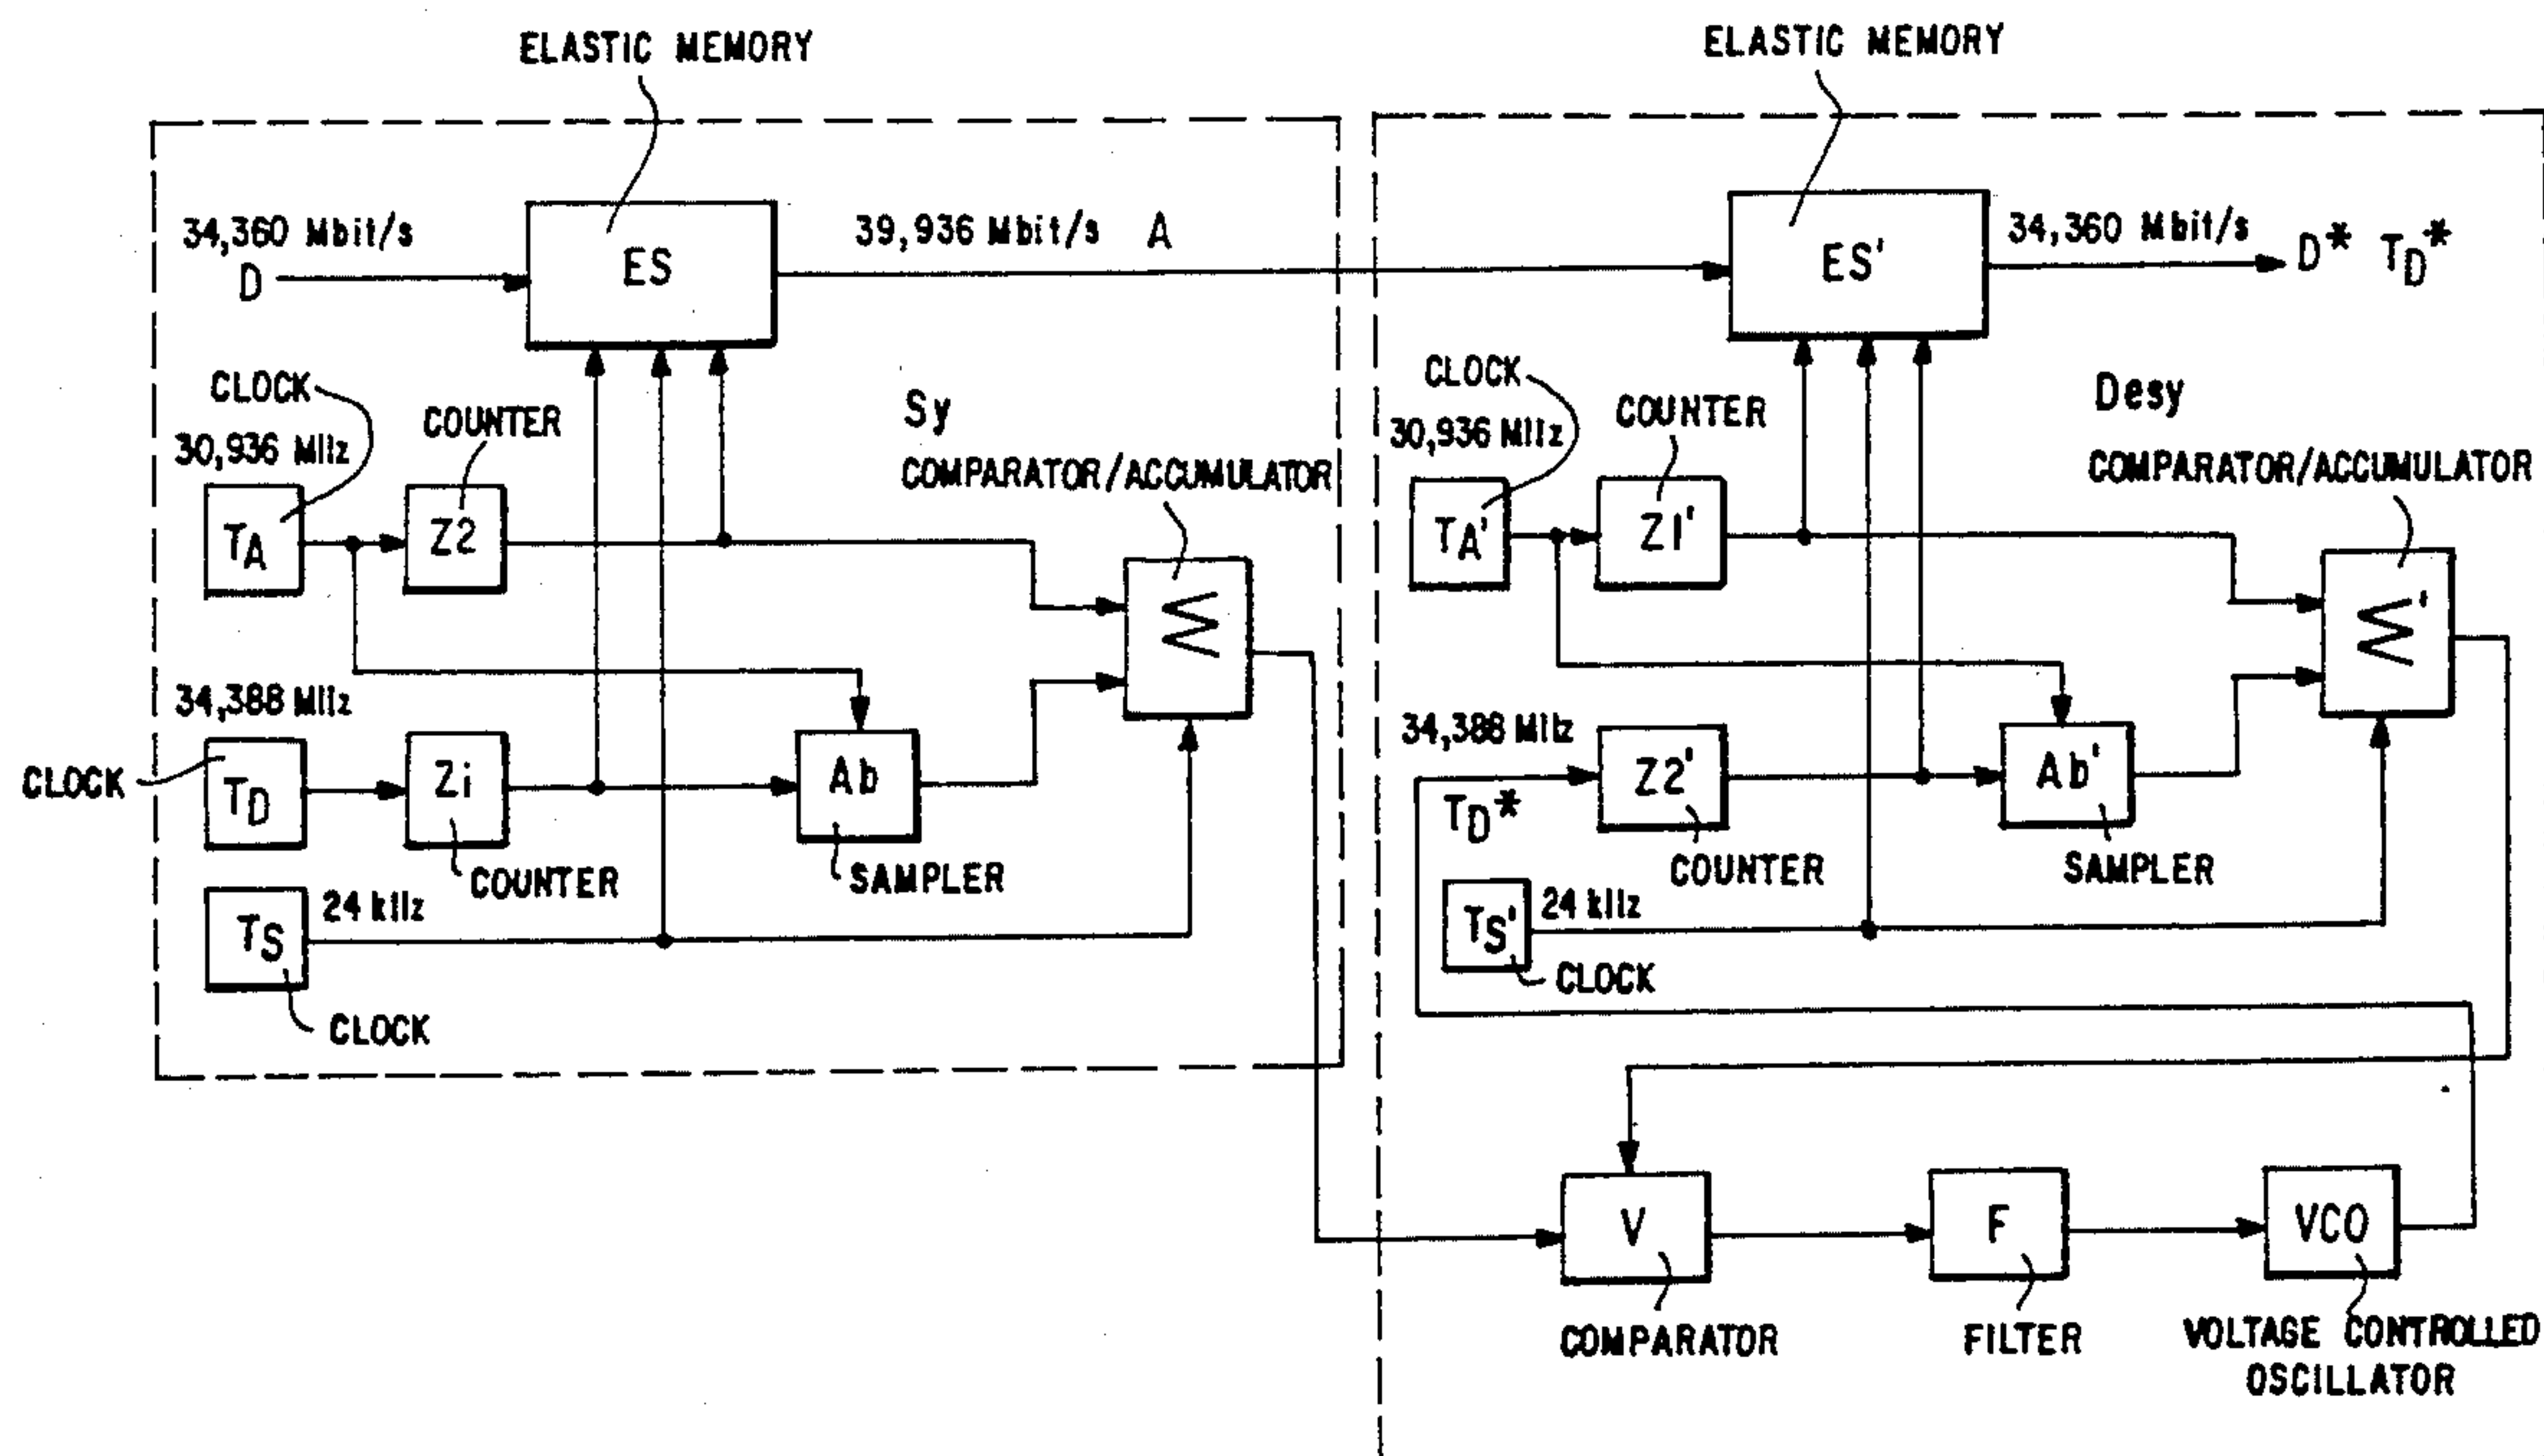 ELASTIC MEMORY
ELASTIC MEMORY
34,360 Mbit/s
D
ES
39,936 Mbit/s A
ES'
34,360 Mbit/s
D* TD*
CLOCK
30,936 MHz
COUNTER
Sy
COMPARATOR/ACCUMULATOR
TA
Z2
Σ
CLOCK
30,936 MHz
COUNTER
Desy
COMPARATOR/ACCUMULATOR
TA'
Z1'
Σ'
34,388 MHz
CLOCK
TD
Zi
COUNTER
Ab
SAMPLER
TS
24 kHz
CLOCK
34,388 MHz
TD*
Z2'
COUNTER
Ab'
SAMPLER
TS'
24 kHz
CLOCK
V
COMPARATOR
F
FILTER
VCO
VOLTAGE CONTROLLED
OSCILLATOR